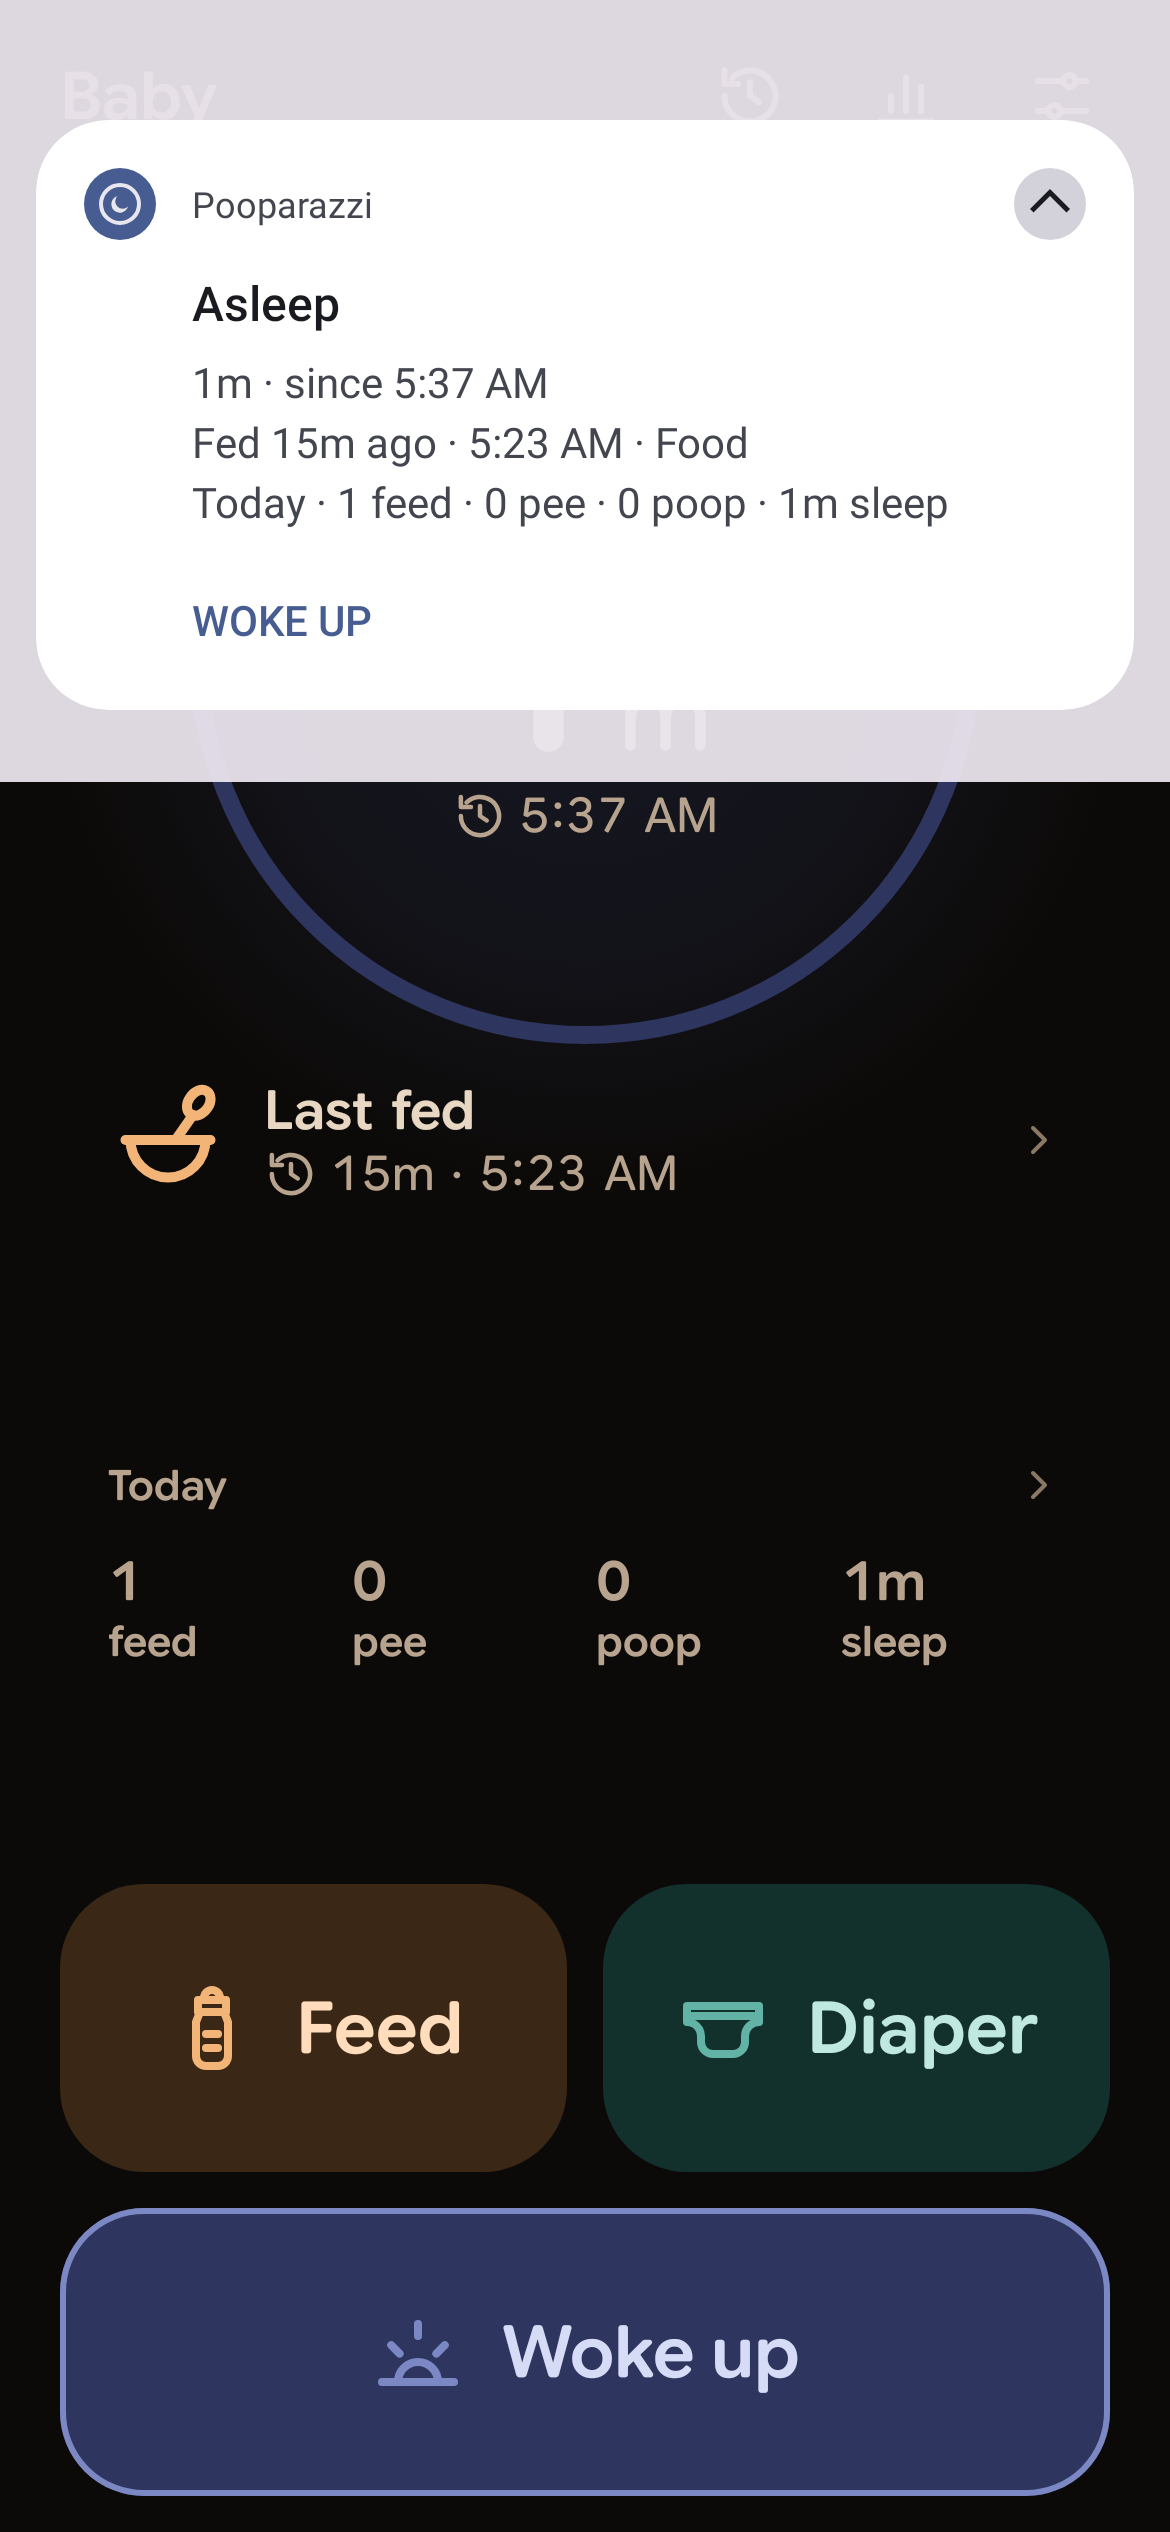 Baby
Pooparazzi
Asleep
1m · since 5:37 AM
Fed 15m ago · 5:23 AM · Food
Today · 1 feed · 0 pee · 0 poop · 1m sleep
WOKE UP
5:37 AM
Last fed
15m · 5:23 AM
Today
1 0 0 1m
feed pee poop sleep
Feed Diaper
Woke up